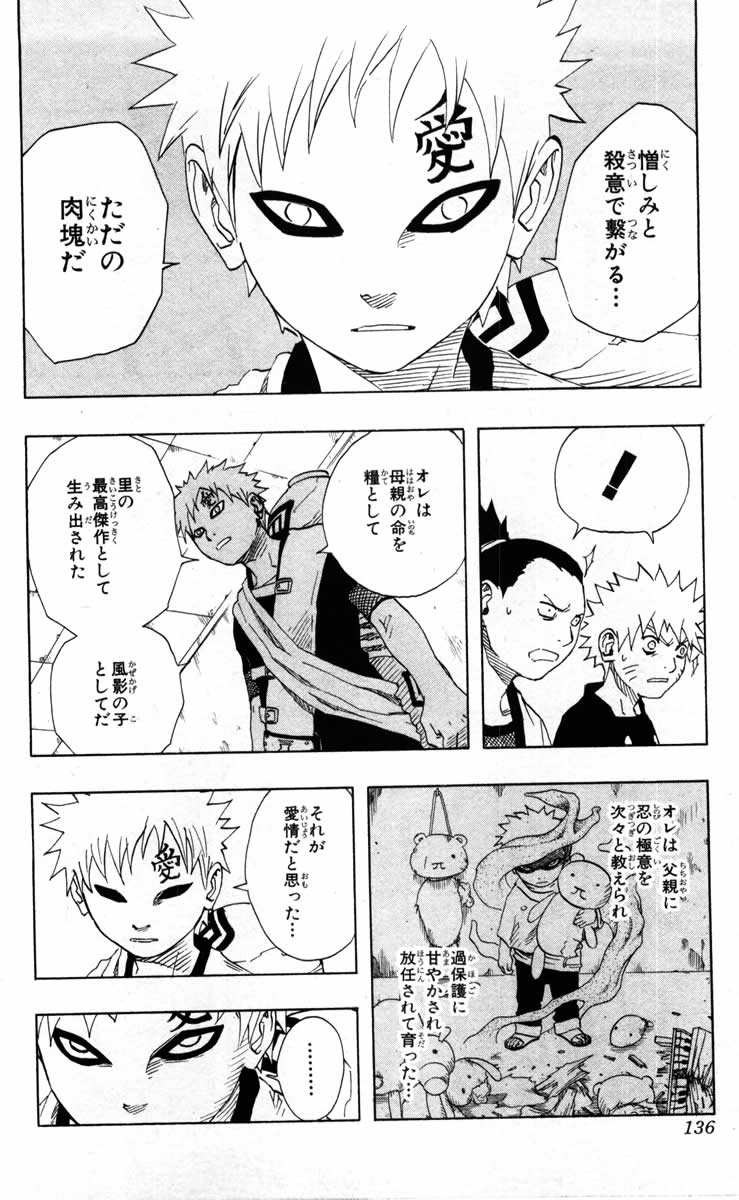 憎しみと
殺意で繋がる…
ただの
肉塊だ
愛
!
オレは
母親の命を
糧として
里の
最高傑作として
生み出された
風影の子
としてだ
愛
オレは 父親に
忍の極意を
次々と教えられ
過保護に
甘やかされ
放任されて育った…
それが
愛情だと思った…
愛
………
136